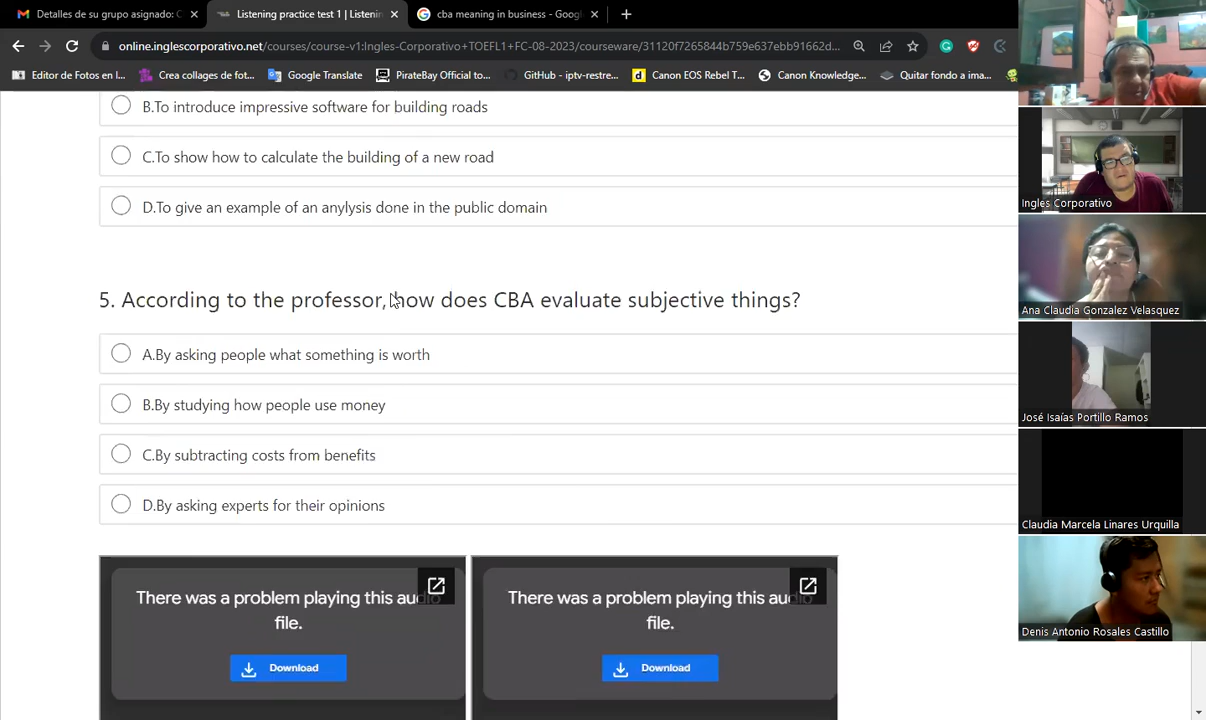 Detalles de su grupo asignado: C
Listening practice test 1 | Listenin
cba meaning in business - Googl
online.inglescorporativo.net/courses/course-v1:Ingles-Corporativo+TOEFL1+FC-08-2023/courseware/31120f7265844b759e637ebb91662d...
Editor de Fotos en l...
Crea collages de fot...
Google Translate
PirateBay Official to...
GitHub - iptv-restre...
Canon EOS Rebel T...
Canon Knowledge...
Quitar fondo a ima...
B.To introduce impressive software for building roads
C.To show how to calculate the building of a new road
D.To give an example of an anylysis done in the public domain
5. According to the professor, how does CBA evaluate subjective things?
A.By asking people what something is worth
B.By studying how people use money
C.By subtracting costs from benefits
D.By asking experts for their opinions
There was a problem playing this audio
file.
Download
There was a problem playing this audio
file.
Download
Ingles Corporativo
Ana Claudia Gonzalez Velasquez
José Isaías Portillo Ramos
Claudia Marcela Linares Urquilla
Denis Antonio Rosales Castillo